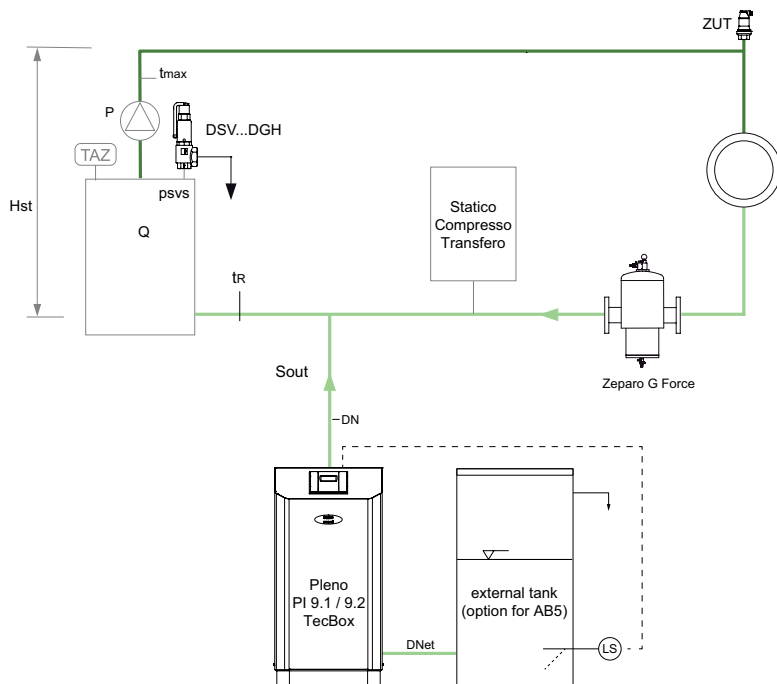 ZUT
tmax
P
DSV...DGH
TAZ
psvs
Hst
Q
Statico
Compresso
Transfero
tR
Zeparo G Force
Sout
DN
Pleno
PI 9.1 / 9.2
TecBox
external tank
(option for AB5)
DNet
LS